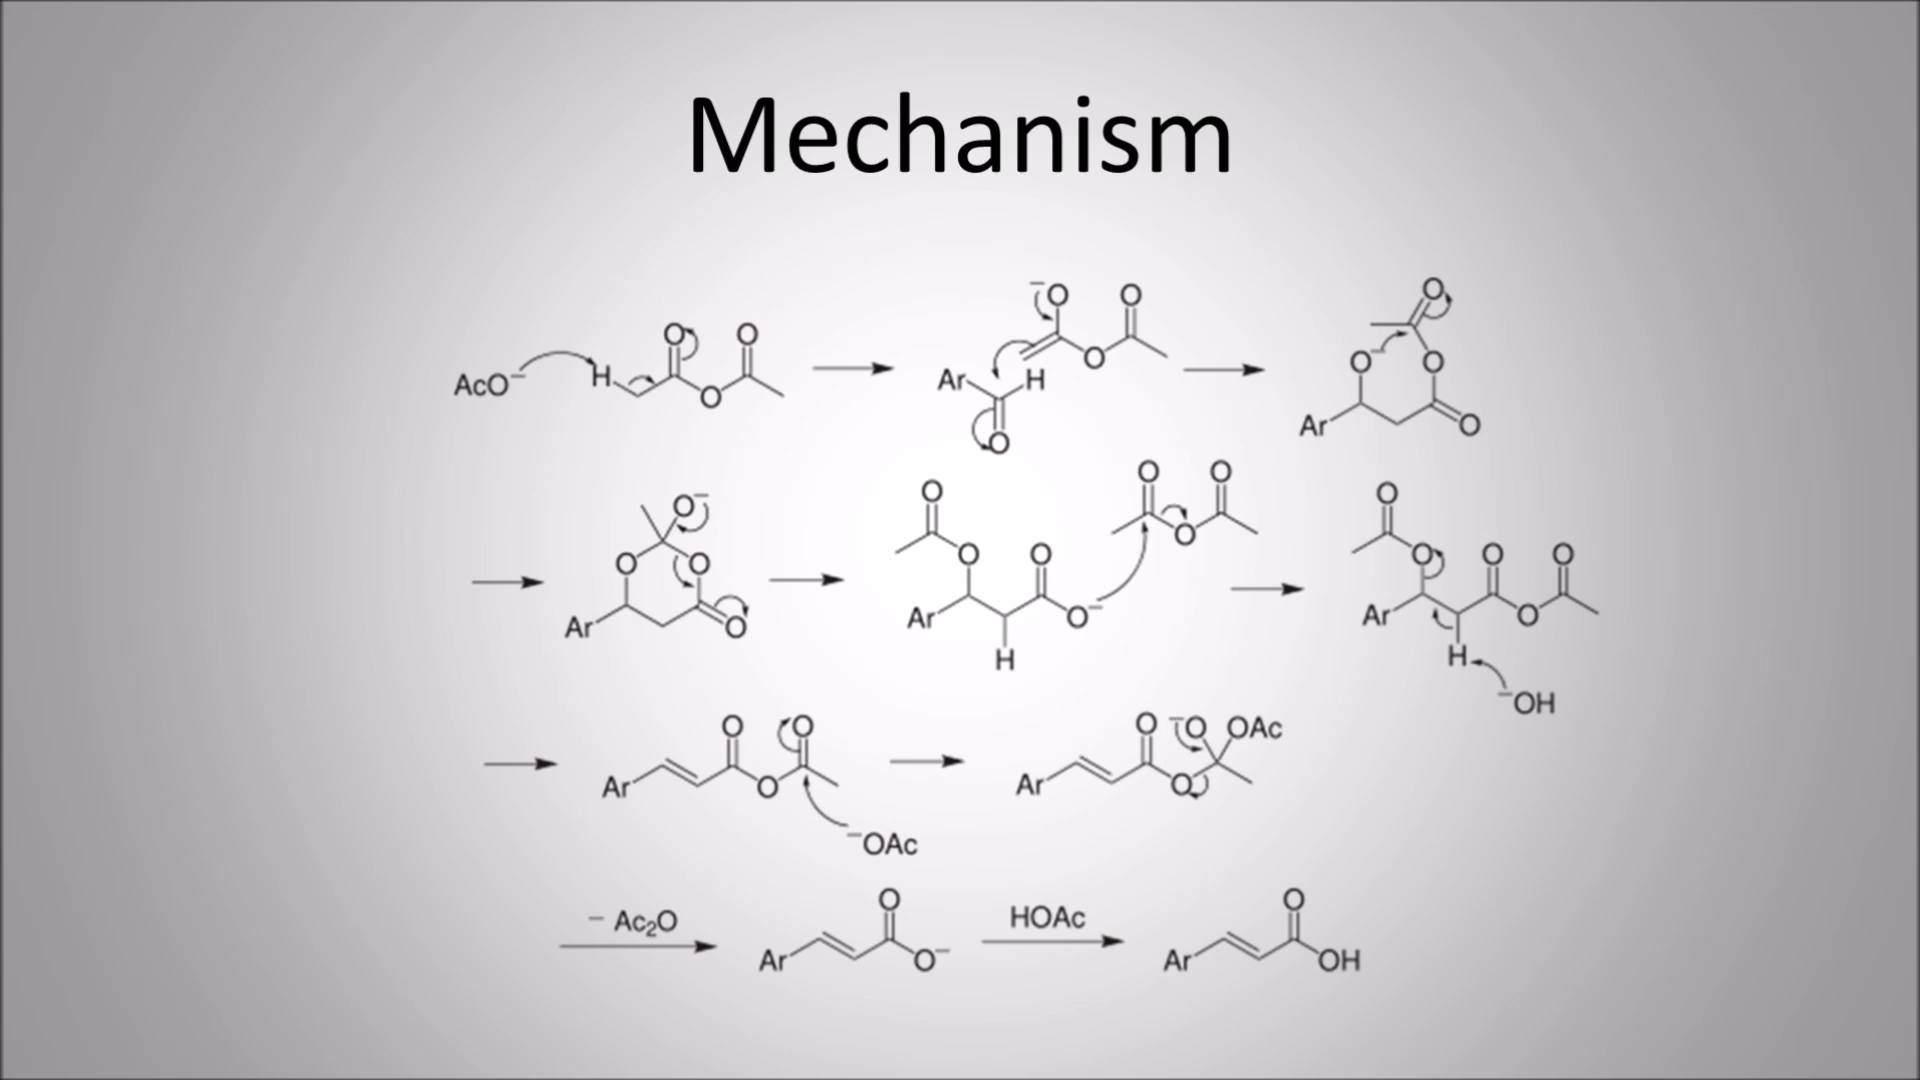 Mechanism
AcO⁻ H O O O
⁻O O O Ar H O
O O⁻ O Ar O
O⁻ O O Ar O
O O O Ar O⁻ H O O O
O O O O Ar O H ⁻OH
O O Ar O ⁻OAc
O ⁻O OAc Ar O
− Ac₂O
O Ar O⁻
HOAc
O Ar OH